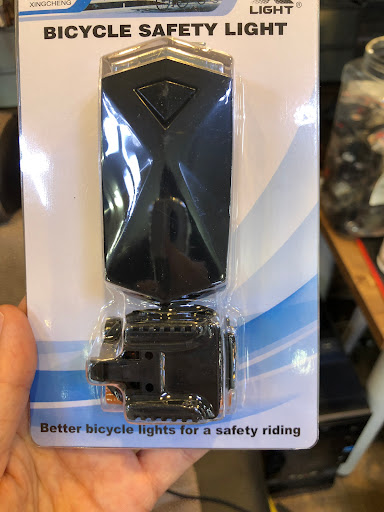 XINGCHENG
LIGHT®
BICYCLE SAFETY LIGHT
Better bicycle lights for a safety riding